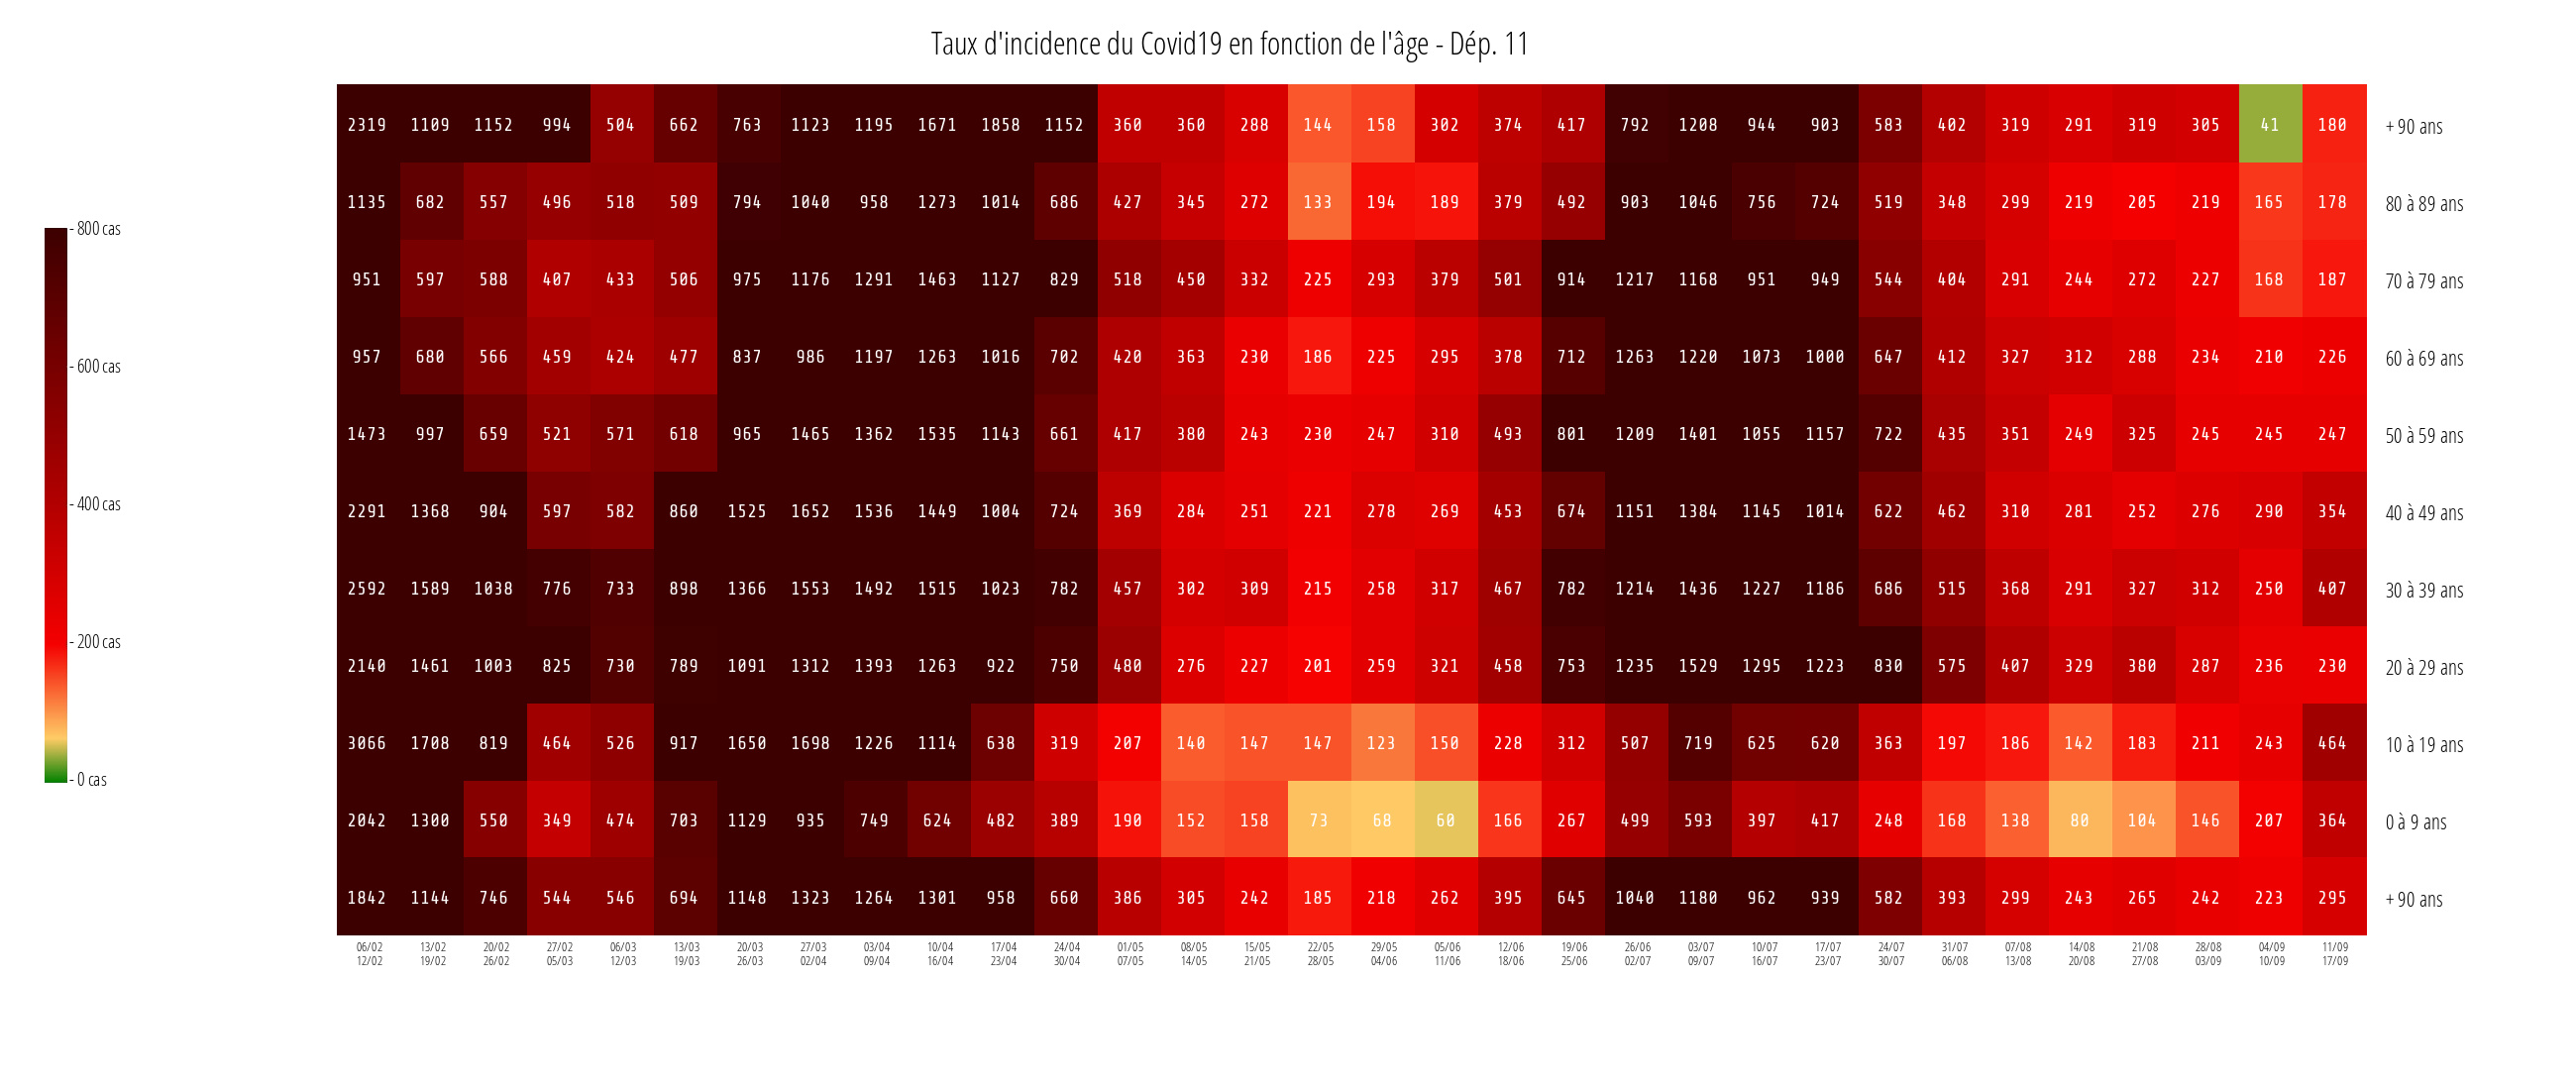 Taux d'incidence du Covid19 en fonction de l'âge - Dép. 11
- 800 cas
- 600 cas
- 400 cas
- 200 cas
- 0 cas
2319 1109 1152 994 504 662 763 1123 1195 1671 1858 1152 360 360 288 144 158 302 374 417 792 1208 944 903 583 402 319 291 319 305 41 180 + 90 ans
1135 682 557 496 518 509 794 1040 958 1273 1014 686 427 345 272 133 194 189 379 492 903 1046 756 724 519 348 299 219 205 219 165 178 80 à 89 ans
951 597 588 407 433 506 975 1176 1291 1463 1127 829 518 450 332 225 293 379 501 914 1217 1168 951 949 544 404 291 244 272 227 168 187 70 à 79 ans
957 680 566 459 424 477 837 986 1197 1263 1016 702 420 363 230 186 225 295 378 712 1263 1220 1073 1000 647 412 327 312 288 234 210 226 60 à 69 ans
1473 997 659 521 571 618 965 1465 1362 1535 1143 661 417 380 243 230 247 310 493 801 1209 1401 1055 1157 722 435 351 249 325 245 245 247 50 à 59 ans
2291 1368 904 597 582 860 1525 1652 1536 1449 1004 724 369 284 251 221 278 269 453 674 1151 1384 1145 1014 622 462 310 281 252 276 290 354 40 à 49 ans
2592 1589 1038 776 733 898 1366 1553 1492 1515 1023 782 457 302 309 215 258 317 467 782 1214 1436 1227 1186 686 515 368 291 327 312 250 407 30 à 39 ans
2140 1461 1003 825 730 789 1091 1312 1393 1263 922 750 480 276 227 201 259 321 458 753 1235 1529 1295 1223 830 575 407 329 380 287 236 230 20 à 29 ans
3066 1708 819 464 526 917 1650 1698 1226 1114 638 319 207 140 147 147 123 150 228 312 507 719 625 620 363 197 186 142 183 211 243 464 10 à 19 ans
2042 1300 550 349 474 703 1129 935 749 624 482 389 190 152 158 73 68 60 166 267 499 593 397 417 248 168 138 80 104 146 207 364 0 à 9 ans
1842 1144 746 544 546 694 1148 1323 1264 1301 958 660 386 305 242 185 218 262 395 645 1040 1180 962 939 582 393 299 243 265 242 223 295 + 90 ans
06/02 13/02 20/02 27/02 06/03 13/03 20/03 27/03 03/04 10/04 17/04 24/04 01/05 08/05 15/05 22/05 29/05 05/06 12/06 19/06 26/06 03/07 10/07 17/07 24/07 31/07 07/08 14/08 21/08 28/08 04/09 11/09
12/02 19/02 26/02 05/03 12/03 19/03 26/03 02/04 09/04 16/04 23/04 30/04 07/05 14/05 21/05 28/05 04/06 11/06 18/06 25/06 02/07 09/07 16/07 23/07 30/07 06/08 13/08 20/08 27/08 03/09 10/09 17/09